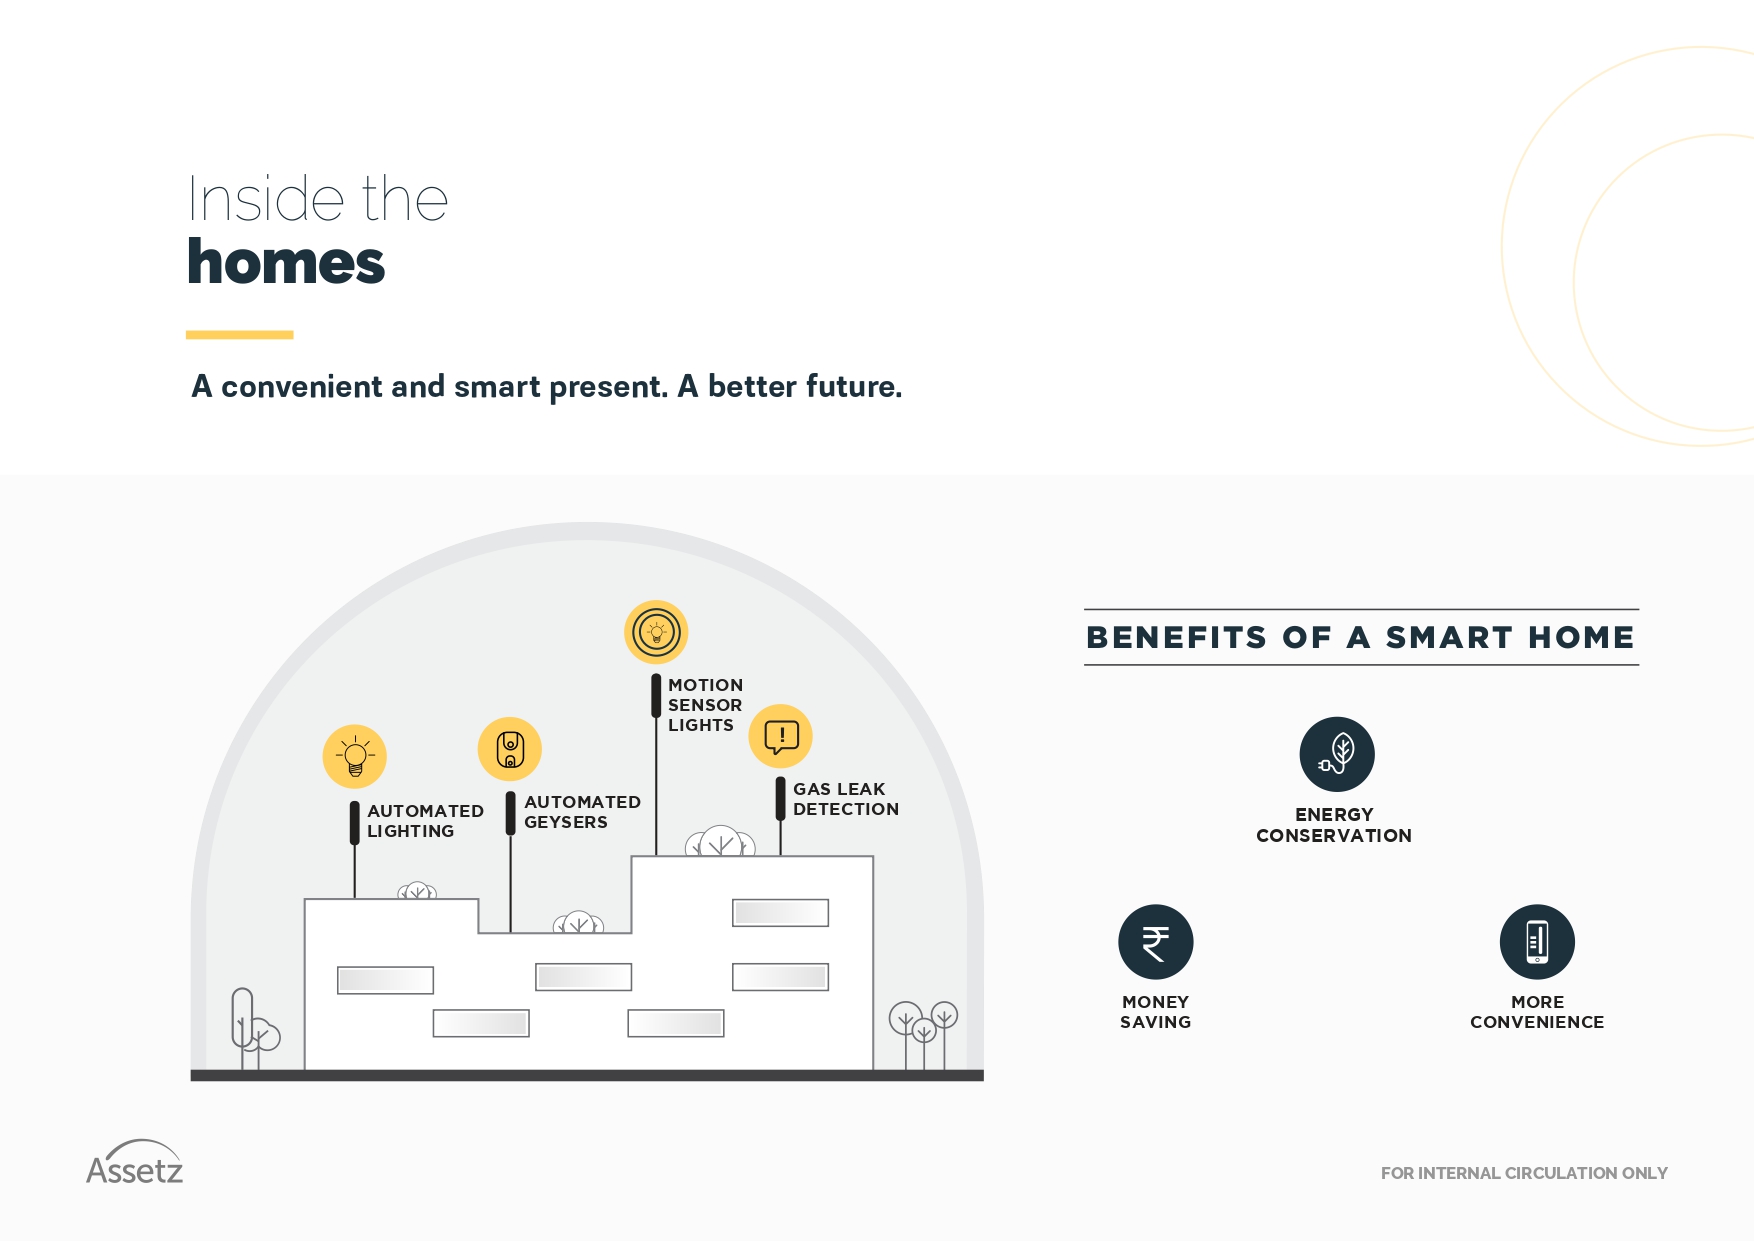 Inside the
homes
A convenient and smart present. A better future.
MOTION
SENSOR
LIGHTS
AUTOMATED
LIGHTING
AUTOMATED
GEYSERS
!
GAS LEAK
DETECTION
BENEFITS OF A SMART HOME
ENERGY
CONSERVATION
₹
MONEY
SAVING
MORE
CONVENIENCE
Assetz
FOR INTERNAL CIRCULATION ONLY